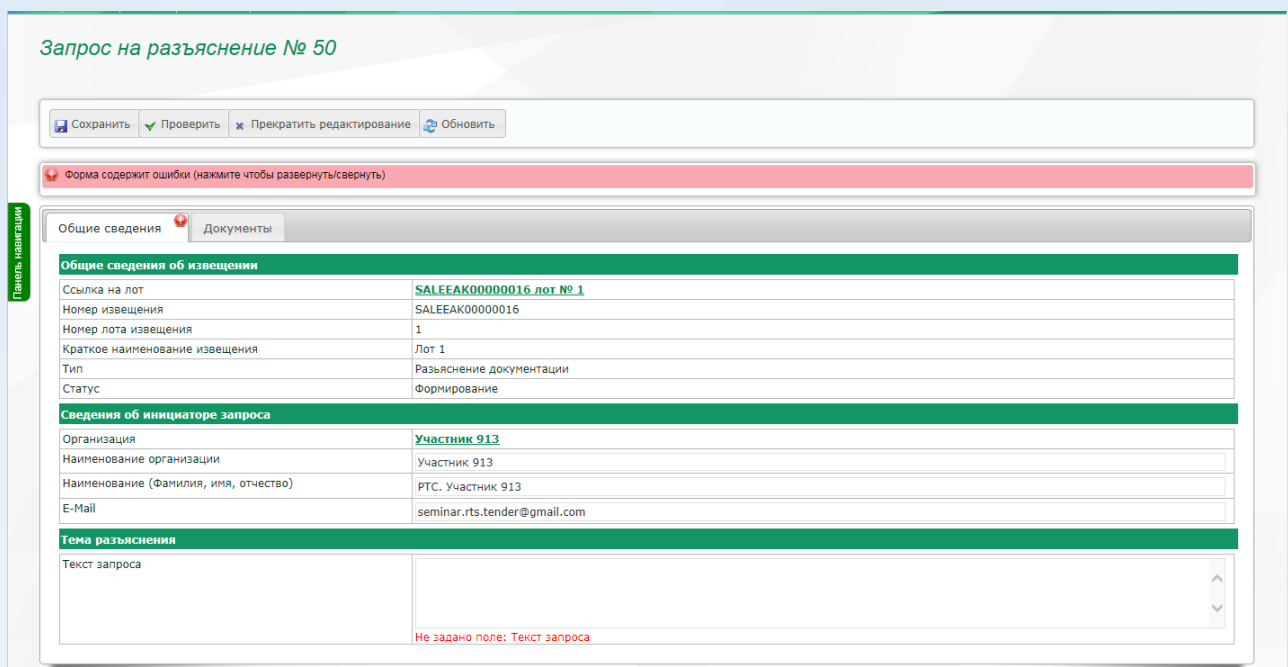 Запрос на разъяснение № 50
Сохранить Проверить Прекратить редактирование Обновить
Форма содержит ошибки (нажмите чтобы развернуть/свернуть)
Панель навигации
Общие сведения Документы
Общие сведения об извещении
Ссылка на лот SALEEAK00000016 лот № 1
Номер извещения SALEEAK00000016
Номер лота извещения 1
Краткое наименование извещения Лот 1
Тип Разъяснение документации
Статус Формирование
Сведения об инициаторе запроса
Организация Участник 913
Наименование организации Участник 913
Наименование (Фамилия, имя, отчество) РТС. Участник 913
E-Mail seminar.rts.tender@gmail.com
Тема разъяснения
Текст запроса
Не задано поле: Текст запроса